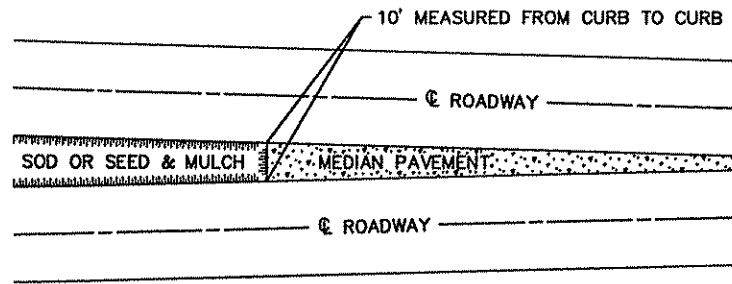 10' MEASURED FROM CURB TO CURB
℄ ROADWAY
SOD OR SEED & MULCH
MEDIAN PAVEMENT
℄ ROADWAY